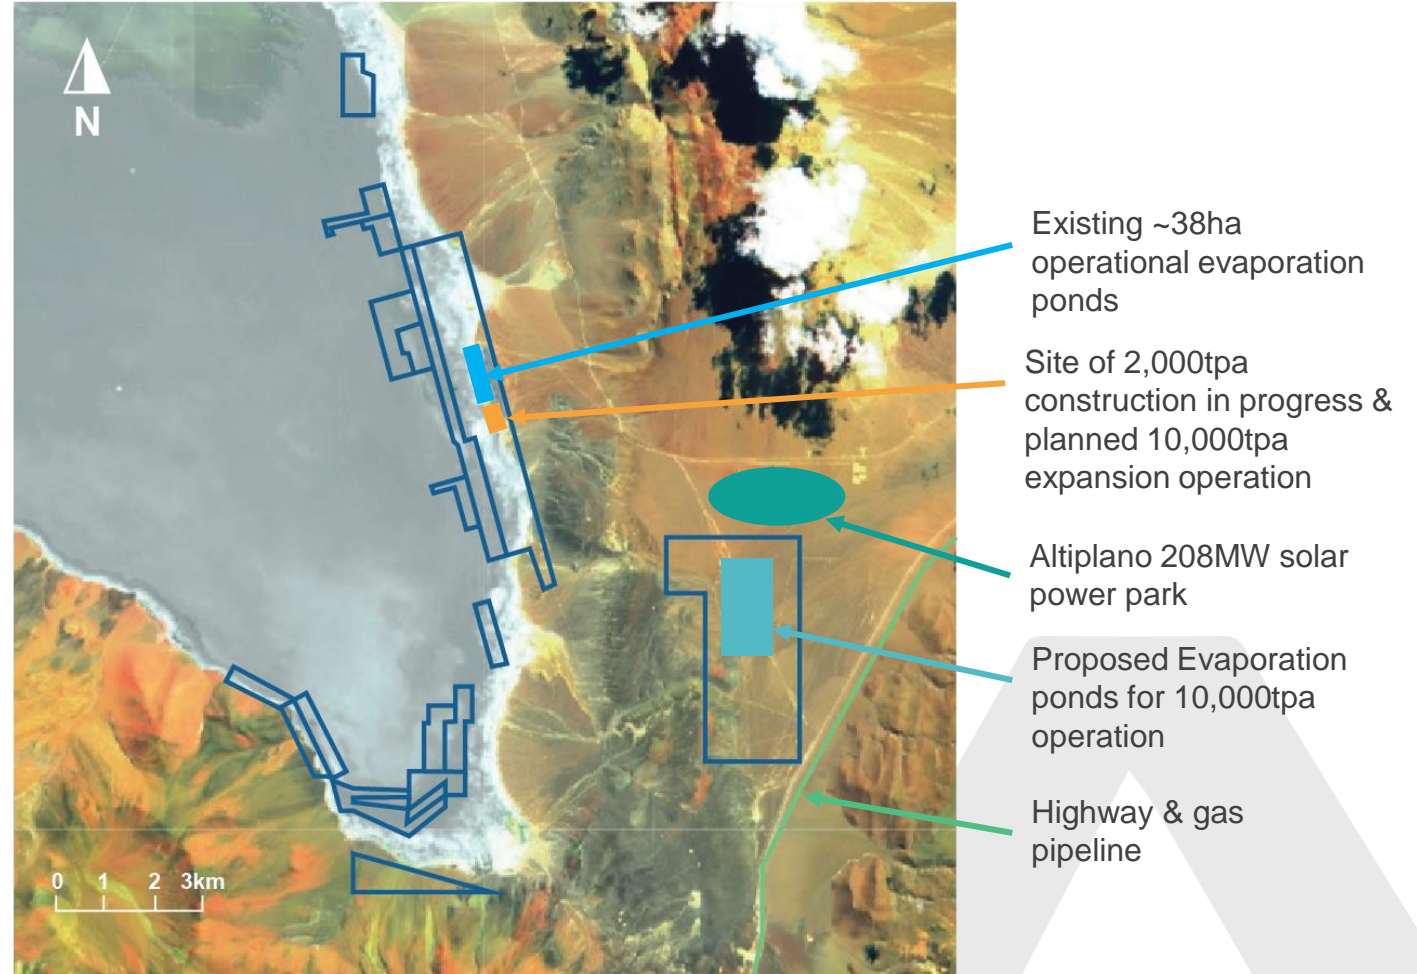 N
Existing ~38ha
operational evaporation
ponds
Site of 2,000tpa
construction in progress &
planned 10,000tpa
expansion operation
Altiplano 208MW solar
power park
Proposed Evaporation
ponds for 10,000tpa
operation
Highway & gas
pipeline
0 1 2 3km